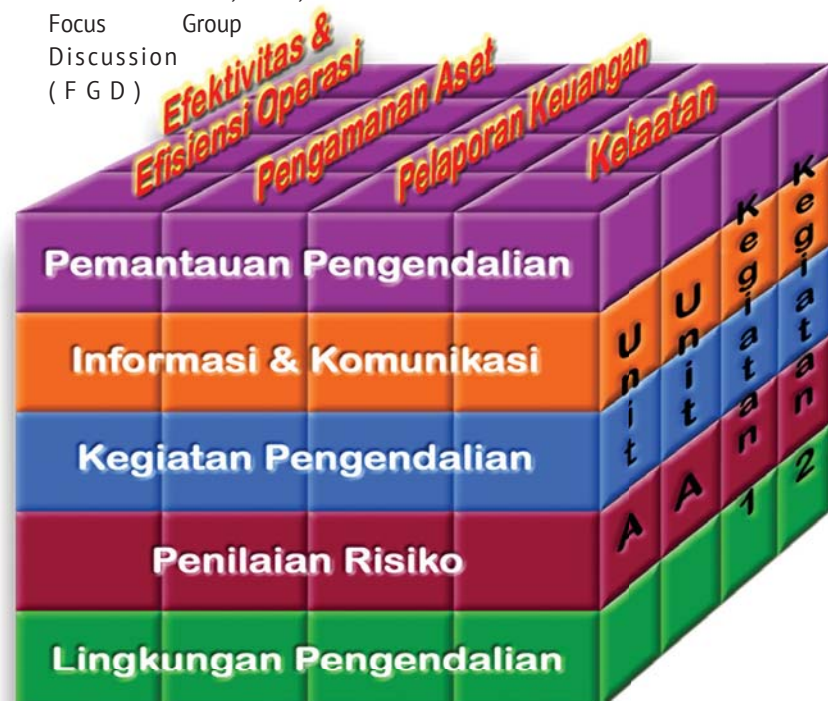 Focus Group
Discussion
( F G D )
Efektivitas &
Efisiensi Operasi
Pengamanan Aset
Pelaporan Keuangan
Ketaatan
Pemantauan Pengendalian
Informasi & Komunikasi
Kegiatan Pengendalian
Penilaian Risiko
Lingkungan Pengendalian
Unit A
Unit A
Kegiatan 1
Kegiatan 2